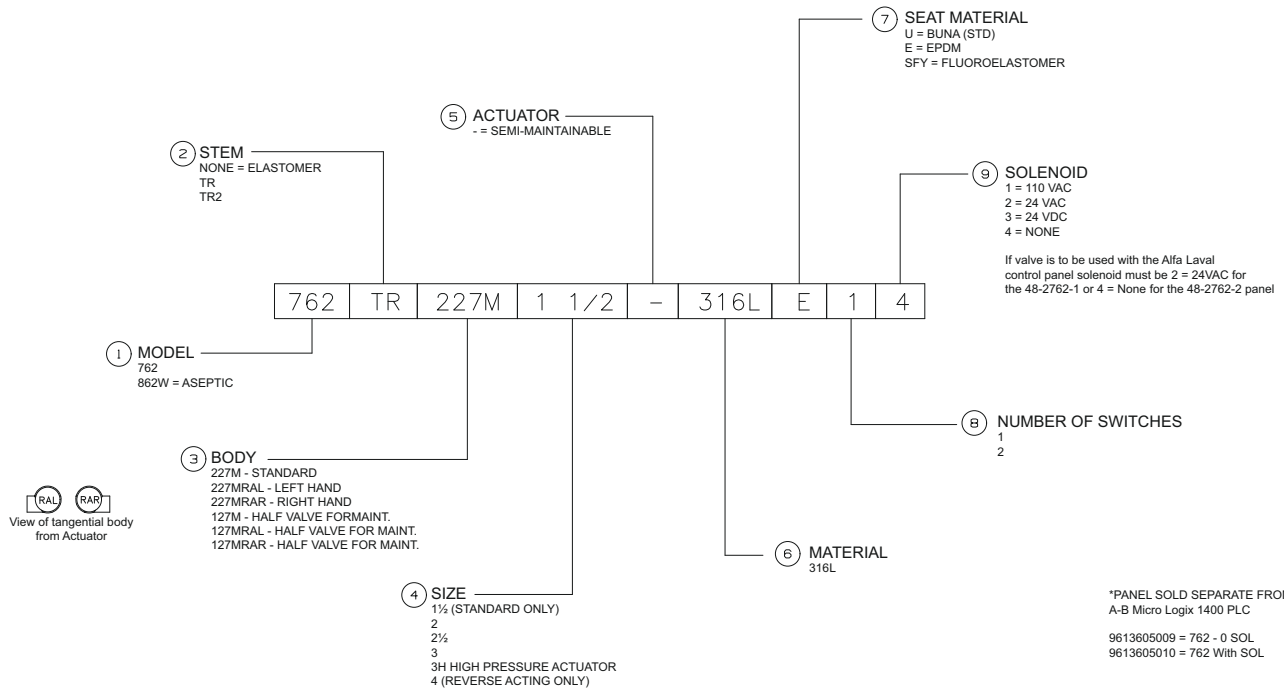 7 SEAT MATERIAL
U = BUNA (STD)
E = EPDM
SFY = FLUOROELASTOMER
5 ACTUATOR
- = SEMI-MAINTAINABLE
2 STEM
NONE = ELASTOMER
TR
TR2
9 SOLENOID
1 = 110 VAC
2 = 24 VAC
3 = 24 VDC
4 = NONE
If valve is to be used with the Alfa Laval
control panel solenoid must be 2 = 24VAC for
the 48-2762-1 or 4 = None for the 48-2762-2 panel
762 TR 227M 1 1/2 - 316L E 1 4
1 MODEL
762
862W = ASEPTIC
8 NUMBER OF SWITCHES
1
2
3 BODY
227M - STANDARD
227MRAL - LEFT HAND
227MRAR - RIGHT HAND
127M - HALF VALVE FORMAINT.
127MRAL - HALF VALVE FOR MAINT.
127MRAR - HALF VALVE FOR MAINT.
RAL RAR
View of tangential body
from Actuator
6 MATERIAL
316L
4 SIZE
1½ (STANDARD ONLY)
2
2½
3
3H HIGH PRESSURE ACTUATOR
4 (REVERSE ACTING ONLY)
*PANEL SOLD SEPARATE
A-B Micro Logix 1400 PLC
9613605009 = 762 - 0 SOL
9613605010 = 762 With SOL